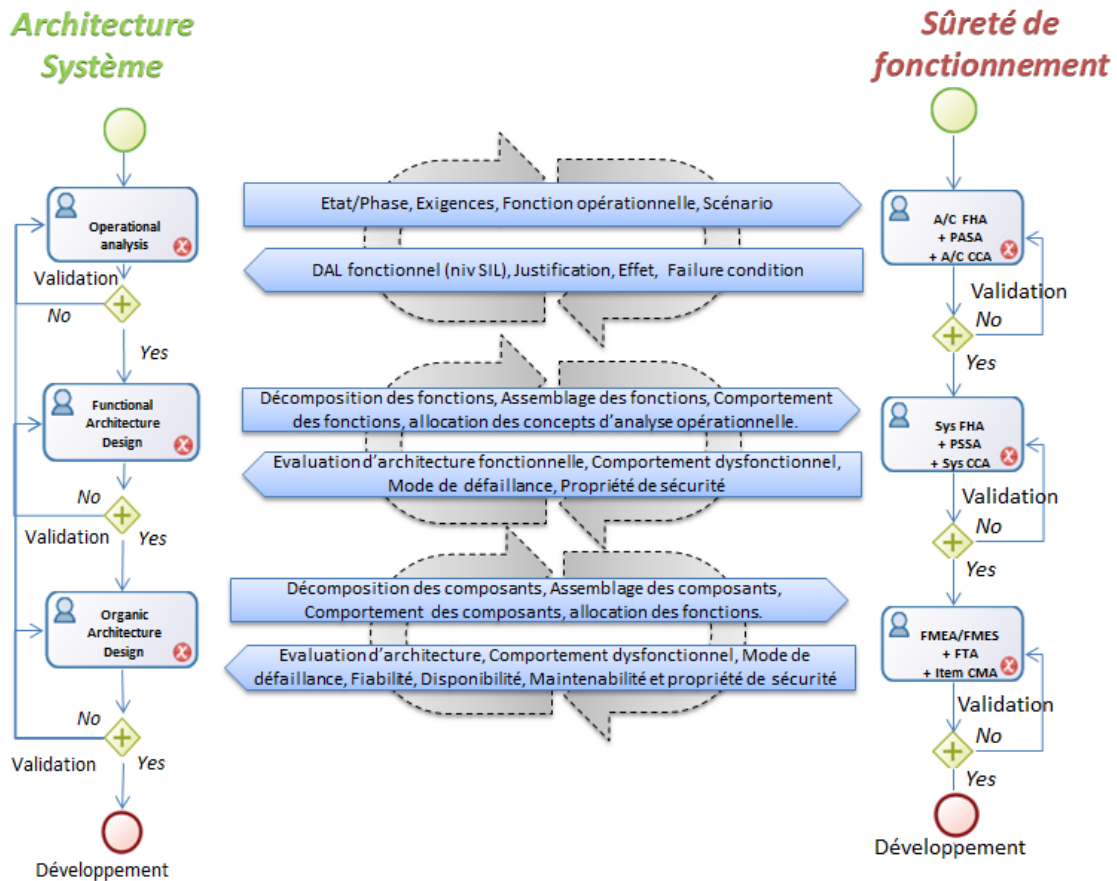 Architecture
Système
Sûreté de
fonctionnement
Operational
analysis
Etat/Phase, Exigences, Fonction opérationnelle, Scénario
DAL fonctionnel (niv SIL), Justification, Effet, Failure condition
A/C FHA
+ PASA
+ A/C CCA
Validation
No
Yes
Validation
No
Yes
Functional
Architecture
Design
Décomposition des fonctions, Assemblage des fonctions, Comportement
des fonctions, allocation des concepts d'analyse opérationnelle.
Evaluation d'architecture fonctionnelle, Comportement dysfonctionnel,
Mode de défaillance, Propriété de sécurité
Sys FHA
+ PSSA
+ Sys CCA
No
Validation
Yes
Validation
No
Yes
Organic
Architecture
Design
Décomposition des composants, Assemblage des composants,
Comportement des composants, allocation des fonctions.
Evaluation d'architecture, Comportement dysfonctionnel, Mode de
défaillance, Fiabilité, Disponibilité, Maintenabilité et propriété de sécurité
FMEA/FMES
+ FTA
+ Item CMA
No
Validation
Yes
Validation
No
Yes
Développement
Développement